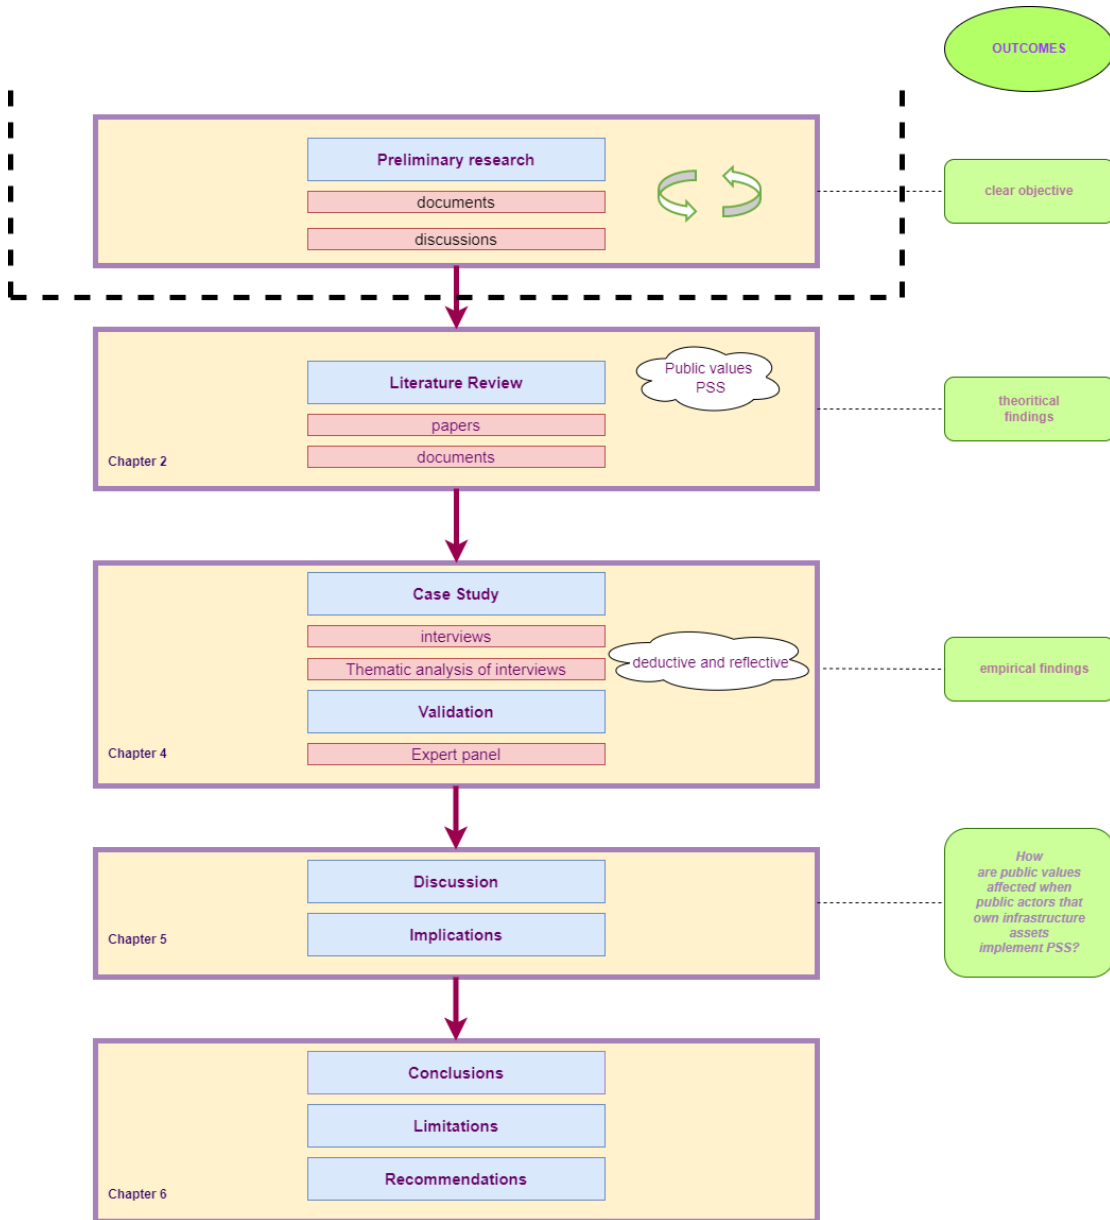 OUTCOMES
Preliminary research
documents
discussions
clear objective
Literature Review
papers
documents
Public values
PSS
Chapter 2
theoritical
findings
Case Study
interviews
Thematic analysis of interviews
deductive and reflective
Validation
Expert panel
Chapter 4
empirical findings
Discussion
Implications
Chapter 5
How
are public values
affected when
public actors that
own infrastructure
assets
implement PSS?
Conclusions
Limitations
Recommendations
Chapter 6